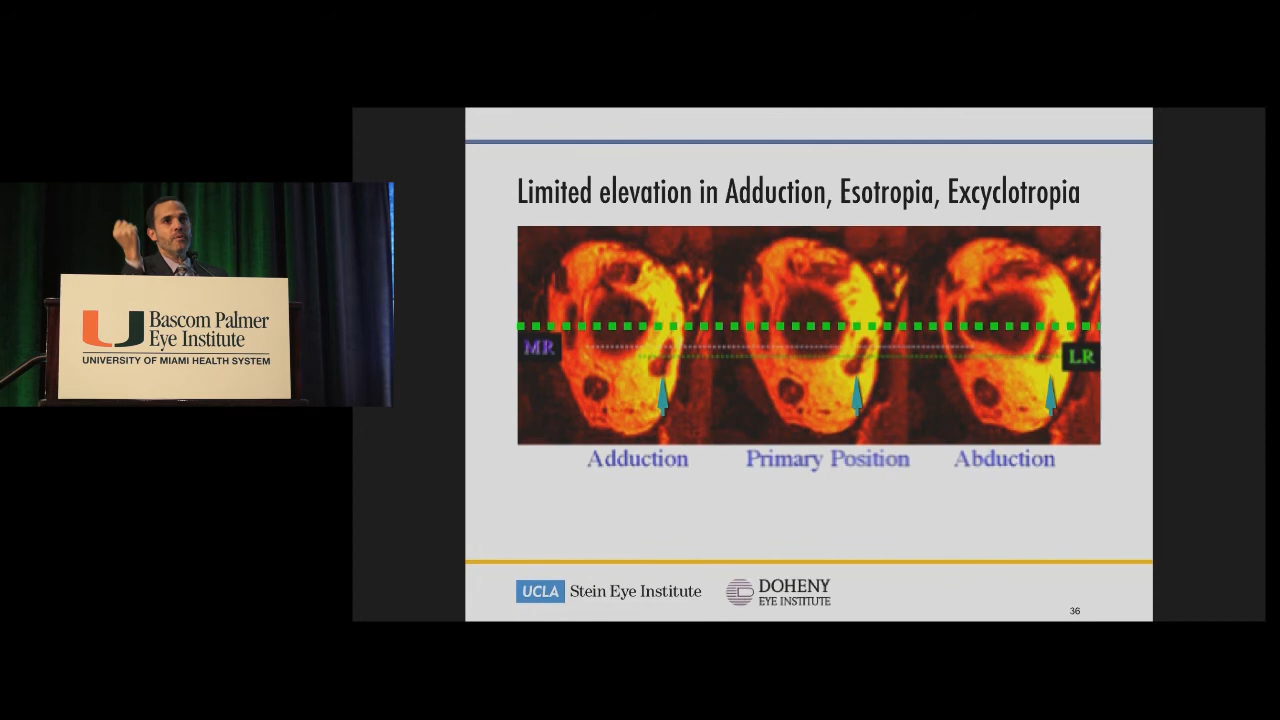 Limited elevation in Adduction, Esotropia, Excyclotropia
MR
LR
Adduction
Primary Position
Abduction
UCLA Stein Eye Institute
DOHENY
EYE INSTITUTE
36
Bascom Palmer
Eye Institute
UNIVERSITY OF MIAMI HEALTH SYSTEM